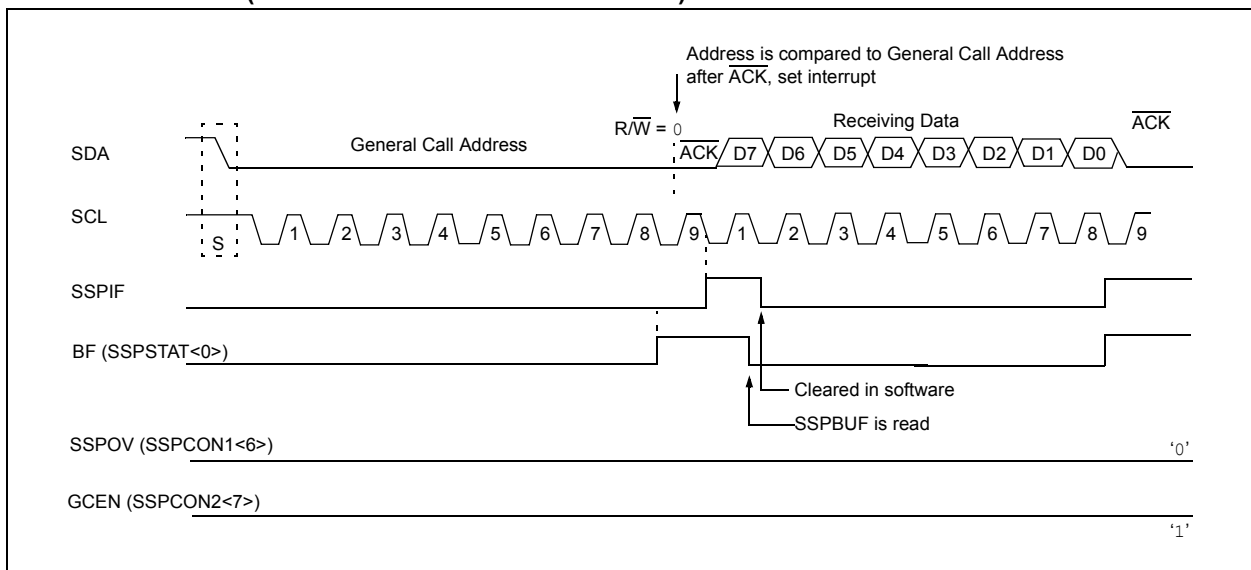 (
)
Address is compared to General Call Address
after ACK, set interrupt
R/W = 0
Receiving Data
ACK
SDA
General Call Address
ACK
D7 D6 D5 D4 D3 D2 D1 D0
SCL
S
1 2 3 4 5 6 7 8 9 1 2 3 4 5 6 7 8 9
SSPIF
BF (SSPSTAT<0>)
Cleared in software
SSPBUF is read
SSPOV (SSPCON1<6>)
‘0’
GCEN (SSPCON2<7>)
‘1’